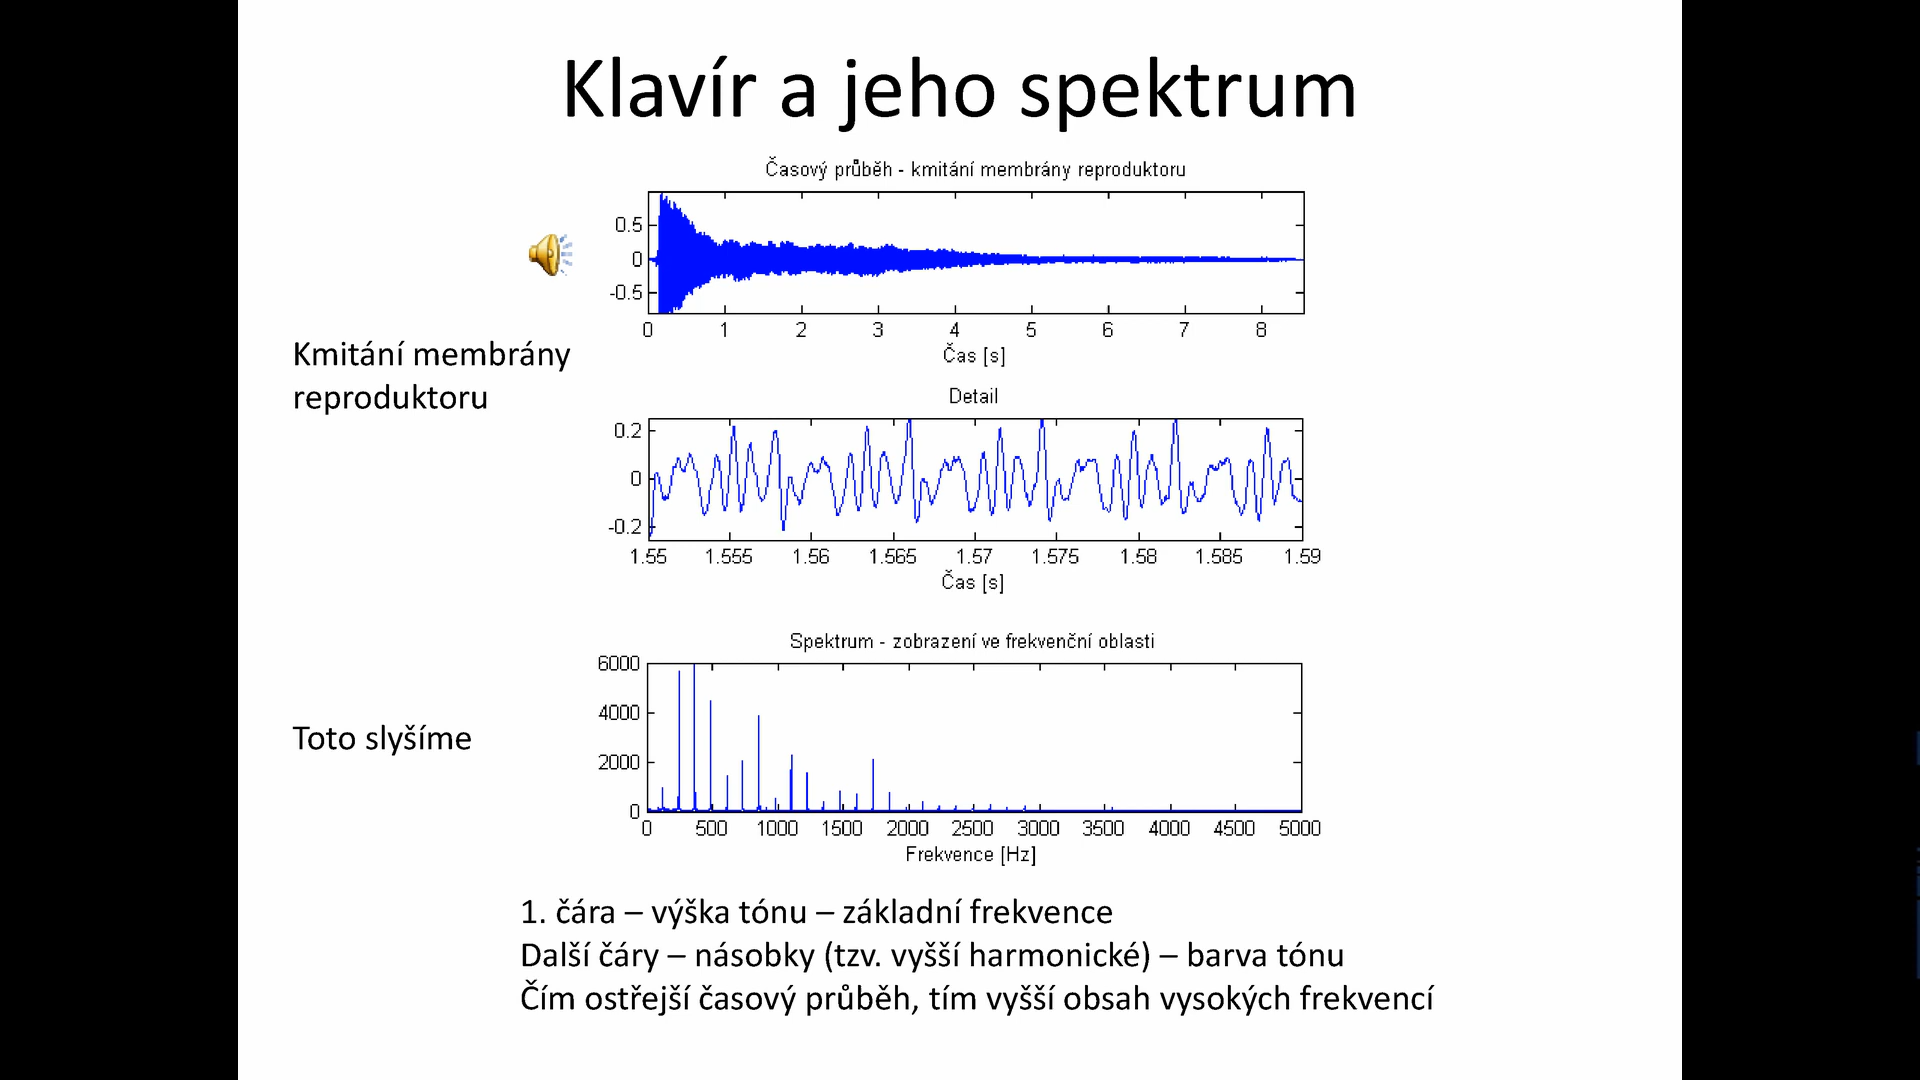 Klavír a jeho spektrum
Časový průběh - kmitání membrány reproduktoru
0.5
0
-0.5
0 1 2 3 4 5 6 7 8
Čas [s]
Kmitání membrány
reproduktoru
Detail
0.2
0
-0.2
1.55 1.555 1.56 1.565 1.57 1.575 1.58 1.585 1.59
Čas [s]
Spektrum - zobrazení ve frekvenční oblasti
6000
4000
Toto slyšíme
2000
0
0 500 1000 1500 2000 2500 3000 3500 4000 4500 5000
Frekvence [Hz]
1. čára – výška tónu – základní frekvence
Další čáry – násobky (tzv. vyšší harmonické) – barva tónu
Čím ostřejší časový průběh, tím vyšší obsah vysokých frekvencí